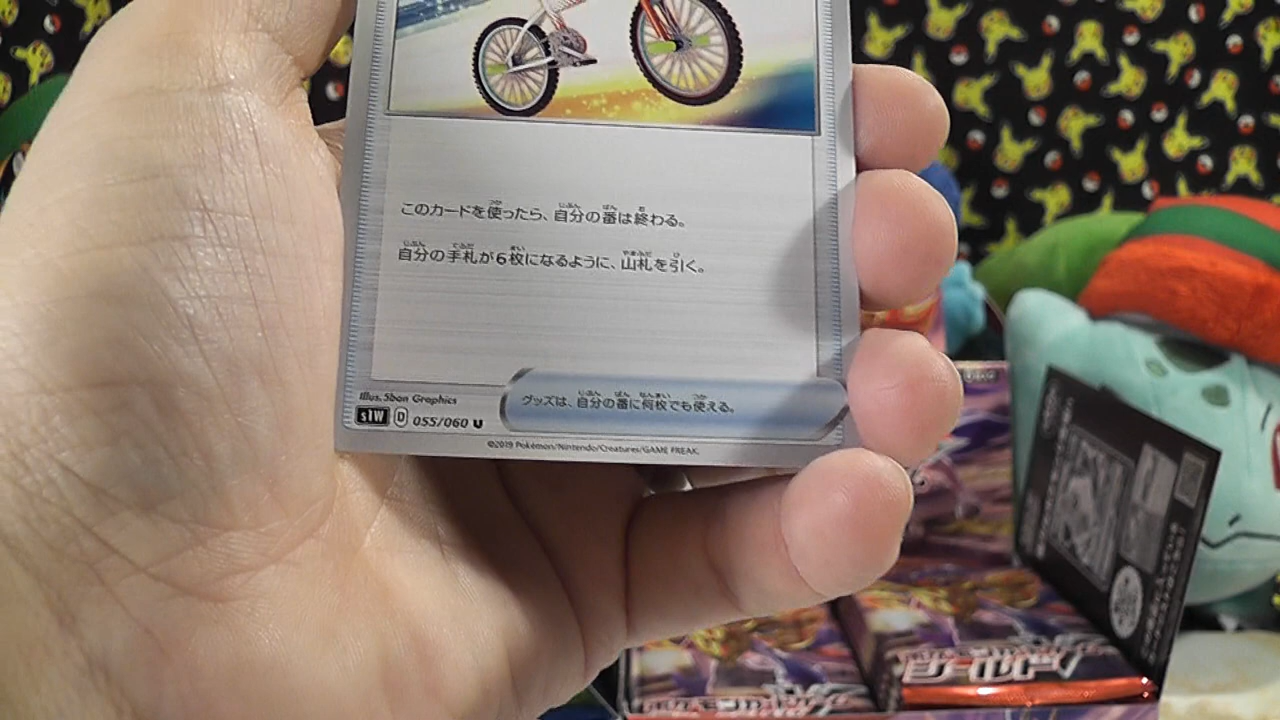 このカードを使ったら、自分の番は終わる。
自分の手札が6枚になるように、山札を引く。
Illus. 5ban Graphics
グッズは、自分の番に何枚でも使える。
S1W D 055/060 U
©2019 Pokémon/Nintendo/Creatures/GAME FREAK.